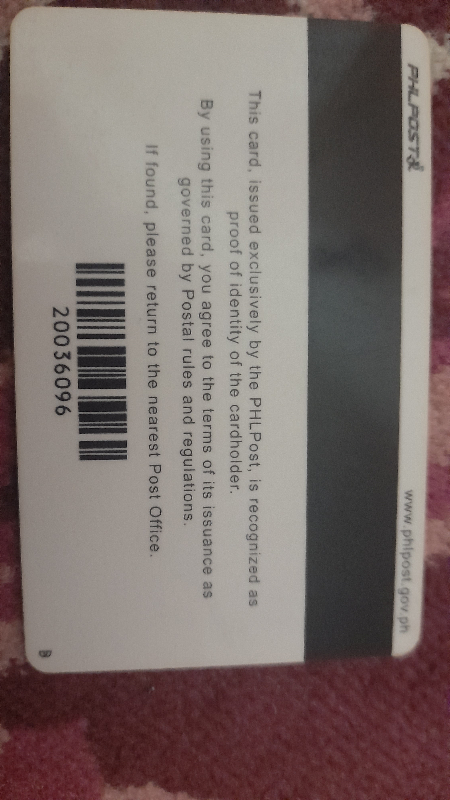 PHLPOST
www.phlpost.gov.ph
This card, issued exclusively by the PHLPost, is recognized as
proof of identity of the cardholder.
By using this card, you agree to the terms of its issuance as
governed by Postal rules and regulations.
If found, please return to the nearest Post Office.
20036096